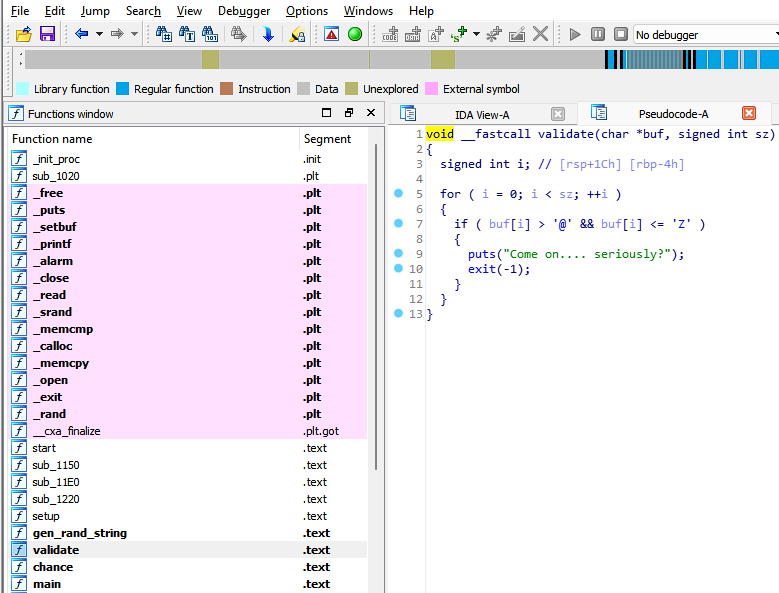 File Edit Jump Search View Debugger Options Windows Help
No debugger
Library function Regular function Instruction Data Unexplored External symbol
Functions window
IDA View-A
Pseudocode-A
Function name Segment
_init_proc .init
sub_1020 .plt
_free .plt
_puts .plt
_setbuf .plt
_printf .plt
_alarm .plt
_close .plt
_read .plt
_srand .plt
_memcmp .plt
_calloc .plt
_memcpy .plt
_open .plt
_exit .plt
_rand .plt
__cxa_finalize .plt.got
start .text
sub_1150 .text
sub_11E0 .text
sub_1220 .text
setup .text
gen_rand_string .text
validate .text
chance .text
main .text
1 void __fastcall validate(char *buf, signed int sz)
2 {
3   signed int i; // [rsp+1Ch] [rbp-4h]
4
5   for ( i = 0; i < sz; ++i )
6   {
7     if ( buf[i] > '@' && buf[i] <= 'Z' )
8     {
9       puts("Come on.... seriously?");
10       exit(-1);
11     }
12   }
13 }